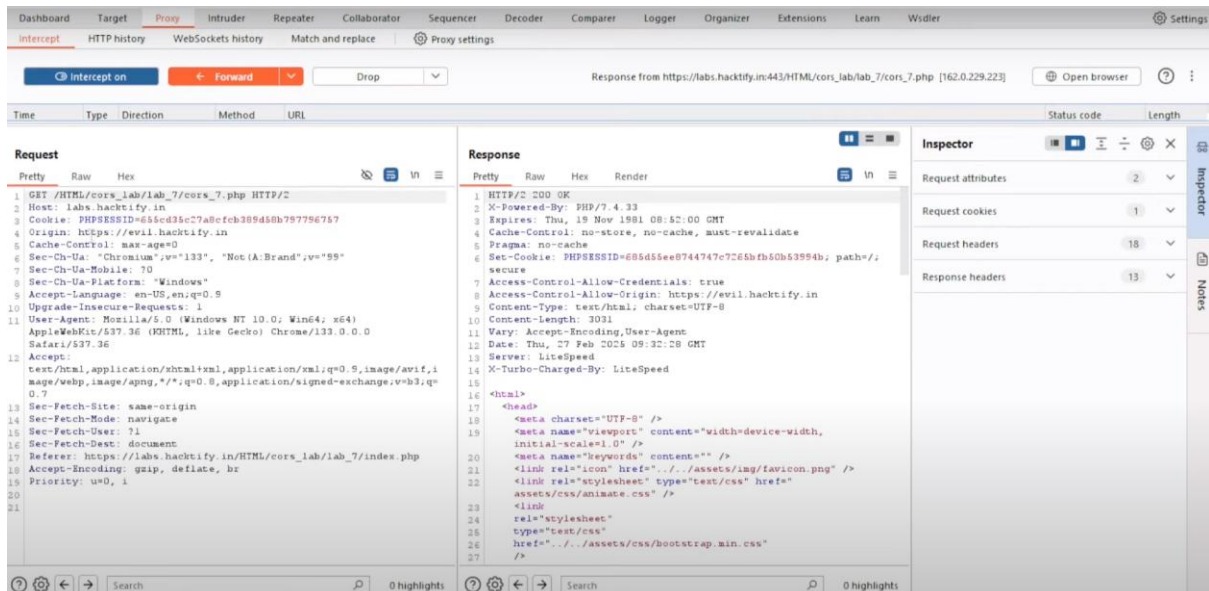 Dashboard Target Proxy Intruder Repeater Collaborator Sequencer Decoder Comparer Logger Organizer Extensions Learn Wsdler Settings
Intercept HTTP history WebSockets history Match and replace Proxy settings
Intercept on Forward Drop Response from https://labs.hacktify.in:443/HTML/cors_lab/lab_7/cors_7.php [162.0.229.223] Open browser
Time Type Direction Method URL Status code Length
Request
Pretty Raw Hex \n
1 GET /HTML/cors_lab/lab_7/cors_7.php HTTP/2
2 Host: labs.hacktify.in
3 Cookie: PHPSESSID=
4 Origin: https://evil.hacktify.in
5 Cache-Control: max-age=0
6 Sec-Ch-Ua: "Chromium";v="133", "Not(A:Brand";v="99"
7 Sec-Ch-Ua-Mobile: ?0
8 Sec-Ch-Ua-Platform: "Windows"
9 Accept-Language: en-US,en;q=0.9
10 Upgrade-Insecure-Requests: 1
11 User-Agent: Mozilla/5.0 (Windows NT 10.0; Win64; x64)
AppleWebKit/537.36 (KHTML, like Gecko) Chrome/133.0.0.0
Safari/537.36
12 Accept:
text/html,application/xhtml+xml,application/xml;q=0.9,image/avif,i
mage/webp,image/apng,*/*;q=0.8,application/signed-exchange;v=b3;q=
0.7
13 Sec-Fetch-Site: same-origin
14 Sec-Fetch-Mode: navigate
15 Sec-Fetch-User: ?1
16 Sec-Fetch-Dest: document
17 Referer: https://labs.hacktify.in/HTML/cors_lab/lab_7/index.php
18 Accept-Encoding: gzip, deflate, br
19 Priority: u=0, i
20
21
Search 0 highlights
Response
Pretty Raw Hex Render \n
1 HTTP/2 200 OK
2 X-Powered-By: PHP/7.4.33
3 Expires: Thu, 19 Nov 1981 08:52:00 GMT
4 Cache-Control: no-store, no-cache, must-revalidate
5 Pragma: no-cache
6 Set-Cookie: PHPSESSID= path=/;
secure
7 Access-Control-Allow-Credentials: true
8 Access-Control-Allow-Origin: https://evil.hacktify.in
9 Content-Type: text/html; charset=UTF-8
10 Content-Length: 3031
11 Vary: Accept-Encoding,User-Agent
12 Date: Thu, 27 Feb 2025 09:32:28 GMT
13 Server: LiteSpeed
14 X-Turbo-Charged-By: LiteSpeed
15
16 <html>
17 <head>
18 <meta charset="UTF-8" />
19 <meta name="viewport" content="width=device-width,
initial-scale=1.0" />
20 <meta name="keywords" content="" />
21 <link rel="icon" href="../../assets/img/favicon.png" />
22 <link rel="stylesheet" type="text/css" href="
assets/css/animate.css" />
23 <link
24 rel="stylesheet"
25 type="text/css"
26 href="../../assets/css/bootstrap.min.css"
27 />
Search 0 highlights
Inspector
Request attributes 2
Request cookies 1
Request headers 18
Response headers 13
Inspector
Notes